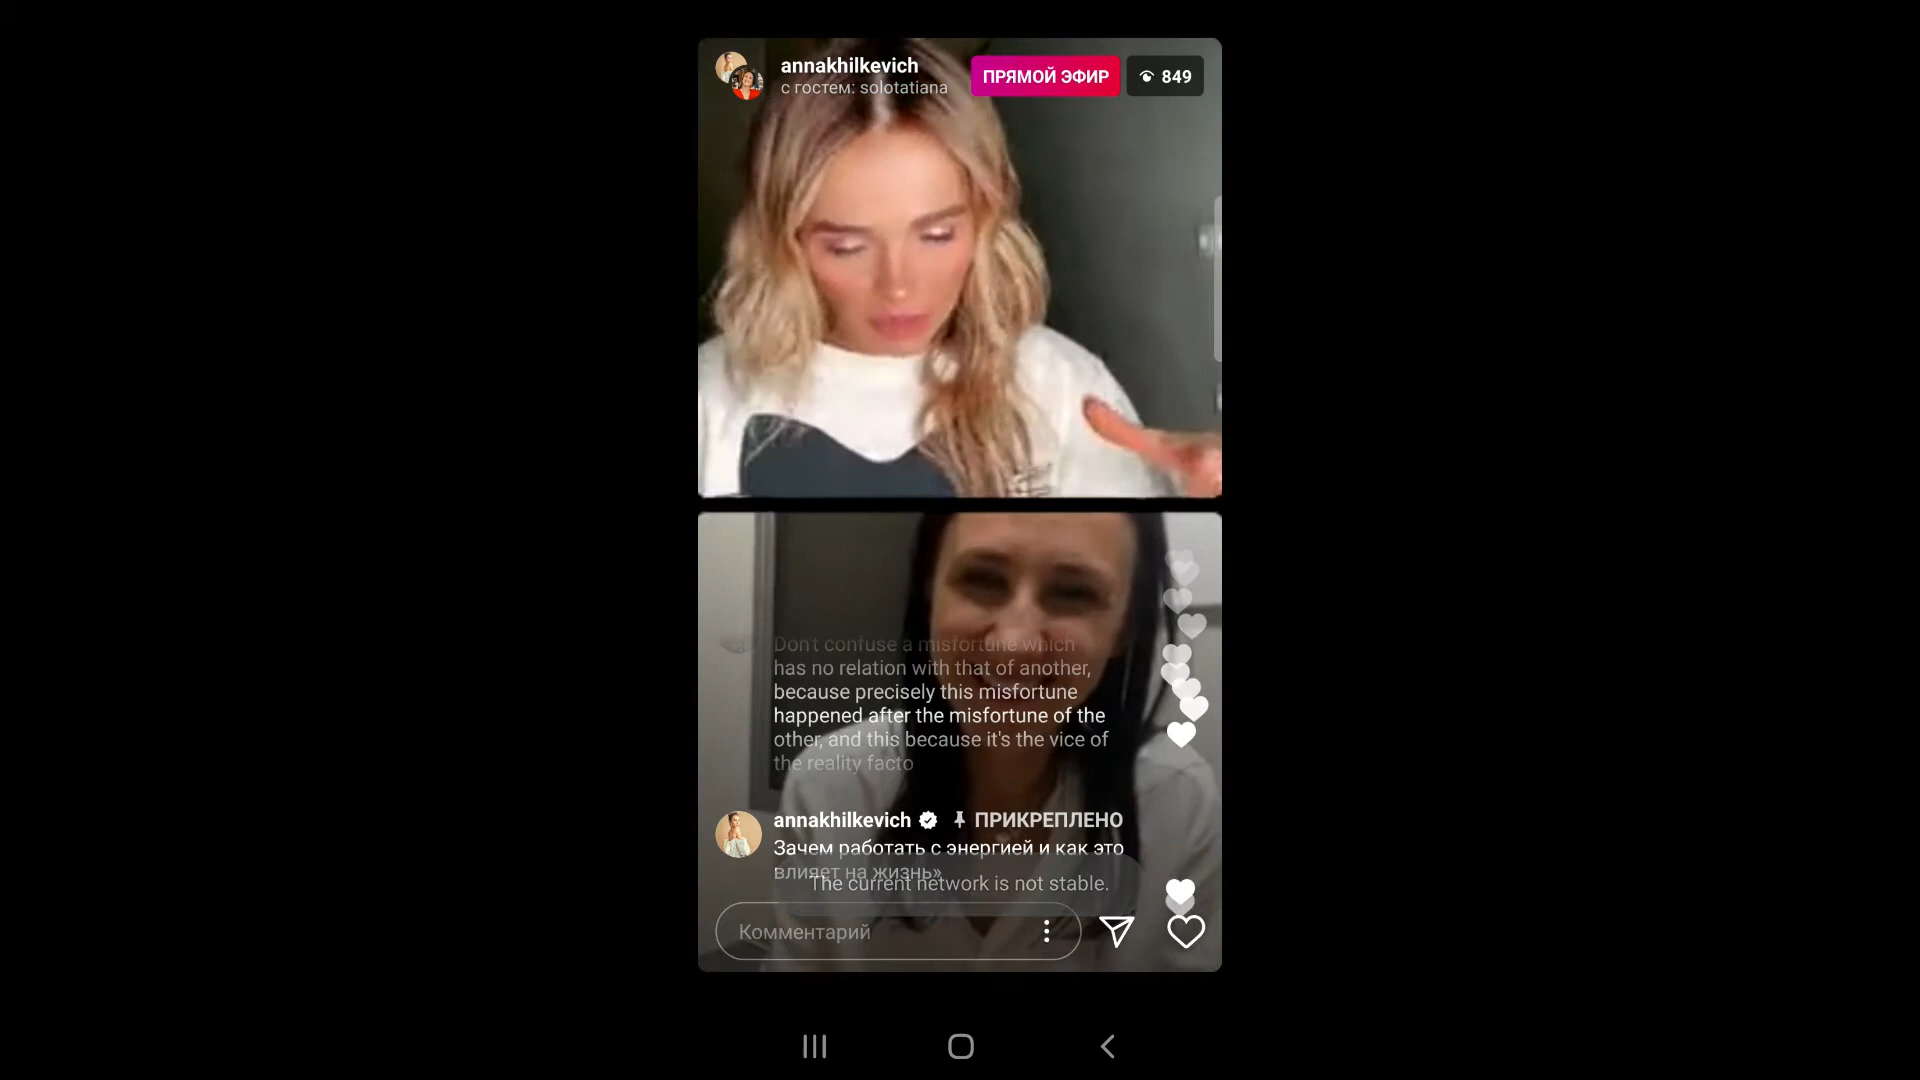 annakhilkevich
с гостем: solotatiana
ПРЯМОЙ ЭФИР
849
Don't confuse a misfortune which
has no relation with that of another,
because precisely this misfortune
happened after the misfortune of the
other, and this because it's the vice of
the reality facto
annakhilkevich ПРИКРЕПЛЕНО
Зачем работать с энергией и как это
влияет на жизнь»
The current network is not stable.
Комментарий